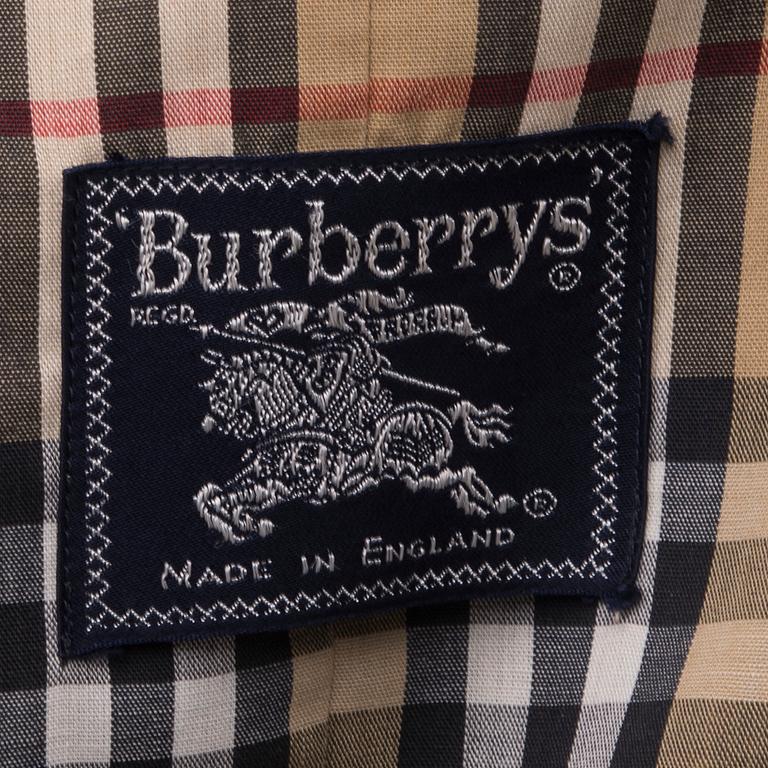 'Burberrys'®
REGD.
®
MADE IN ENGLAND